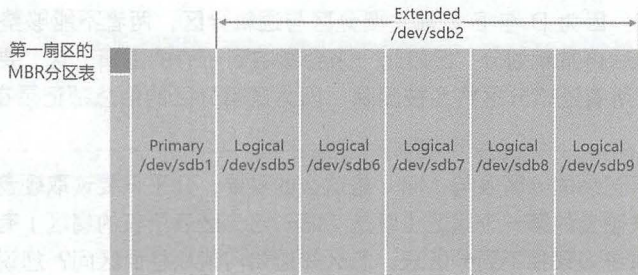 Extended
/dev/sdb2
第一扇区的
MBR分区表
Primary
/dev/sdb1
Logical
/dev/sdb5
Logical
/dev/sdb6
Logical
/dev/sdb7
Logical
/dev/sdb8
Logical
/dev/sdb9